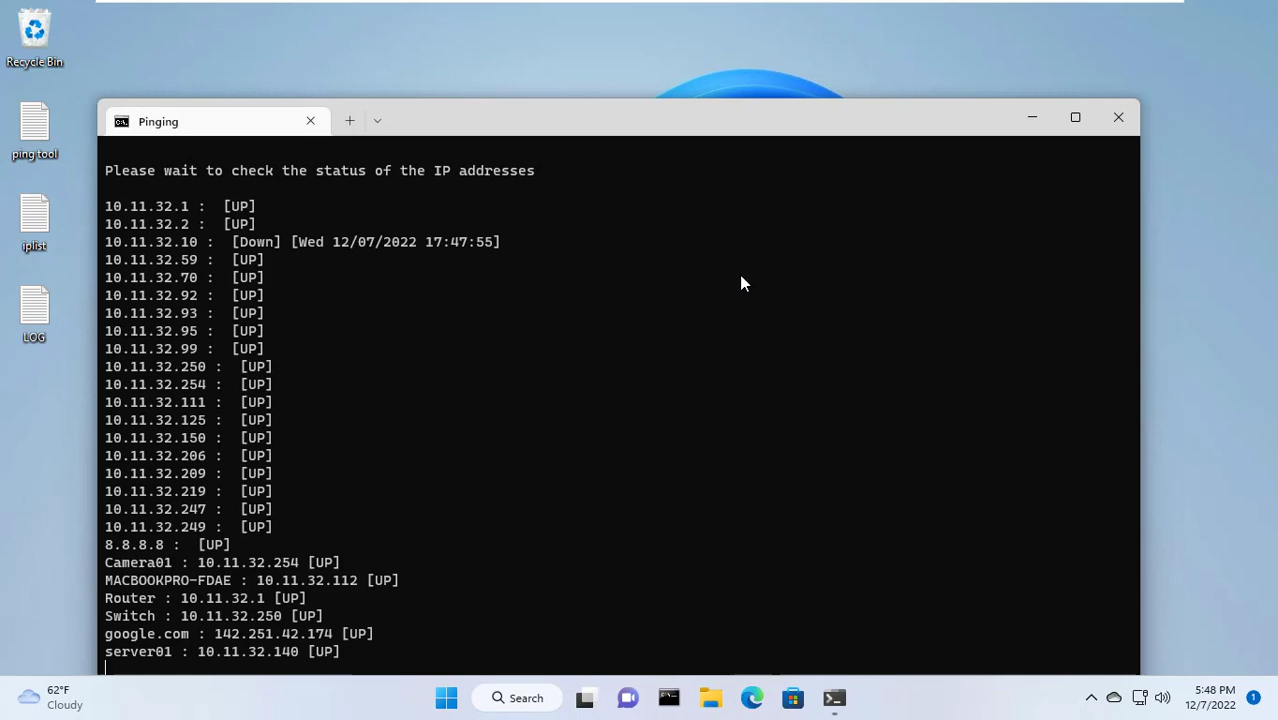 Recycle Bin
ping tool
iplist
LOG
Pinging
Please wait to check the status of the IP addresses
10.11.32.1 :  [UP]
10.11.32.2 :  [UP]
10.11.32.10 :  [Down] [Wed 12/07/2022 17:47:55]
10.11.32.59 :  [UP]
10.11.32.70 :  [UP]
10.11.32.92 :  [UP]
10.11.32.93 :  [UP]
10.11.32.95 :  [UP]
10.11.32.99 :  [UP]
10.11.32.250 :  [UP]
10.11.32.254 :  [UP]
10.11.32.111 :  [UP]
10.11.32.125 :  [UP]
10.11.32.150 :  [UP]
10.11.32.206 :  [UP]
10.11.32.209 :  [UP]
10.11.32.219 :  [UP]
10.11.32.247 :  [UP]
10.11.32.249 :  [UP]
8.8.8.8 :  [UP]
Camera01 : 10.11.32.254 [UP]
MACBOOKPRO-FDAE : 10.11.32.112 [UP]
Router : 10.11.32.1 [UP]
Switch : 10.11.32.250 [UP]
google.com : 142.251.42.174 [UP]
server01 : 10.11.32.140 [UP]
62°F
Cloudy
Search
5:48 PM
12/7/2022
1